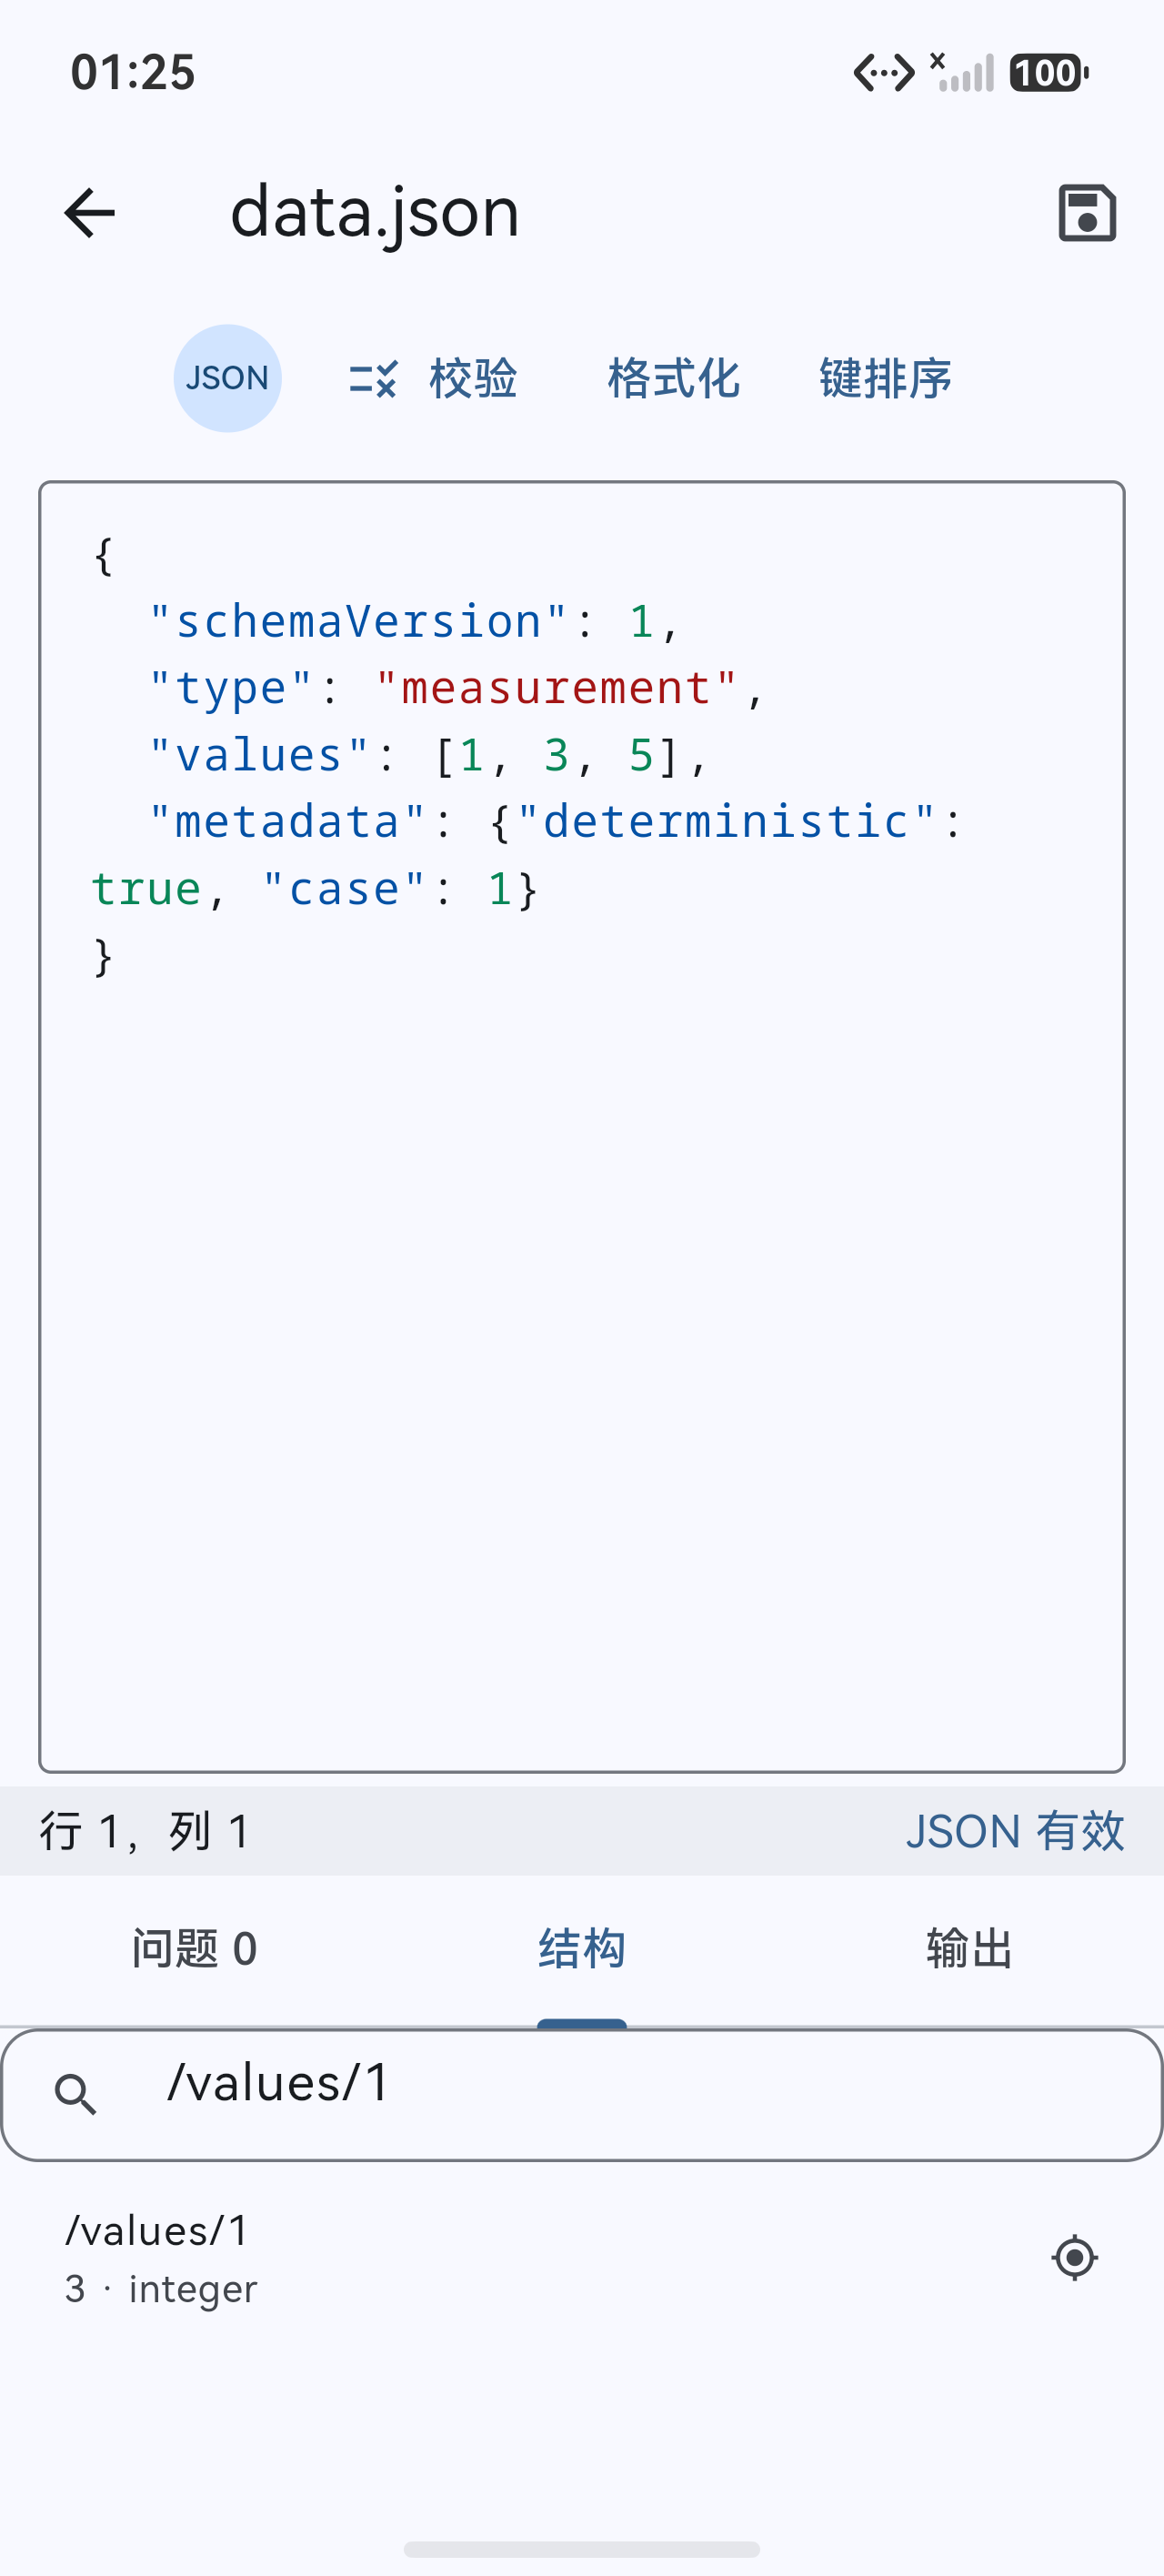 01:25
100
data.json
JSON 校验 格式化 键排序
{
  "schemaVersion": 1,
  "type": "measurement",
  "values": [1, 3, 5],
  "metadata": {"deterministic":
true, "case": 1}
}
行 1, 列 1
JSON 有效
问题 0 结构 输出
/values/1
/values/1
3 · integer